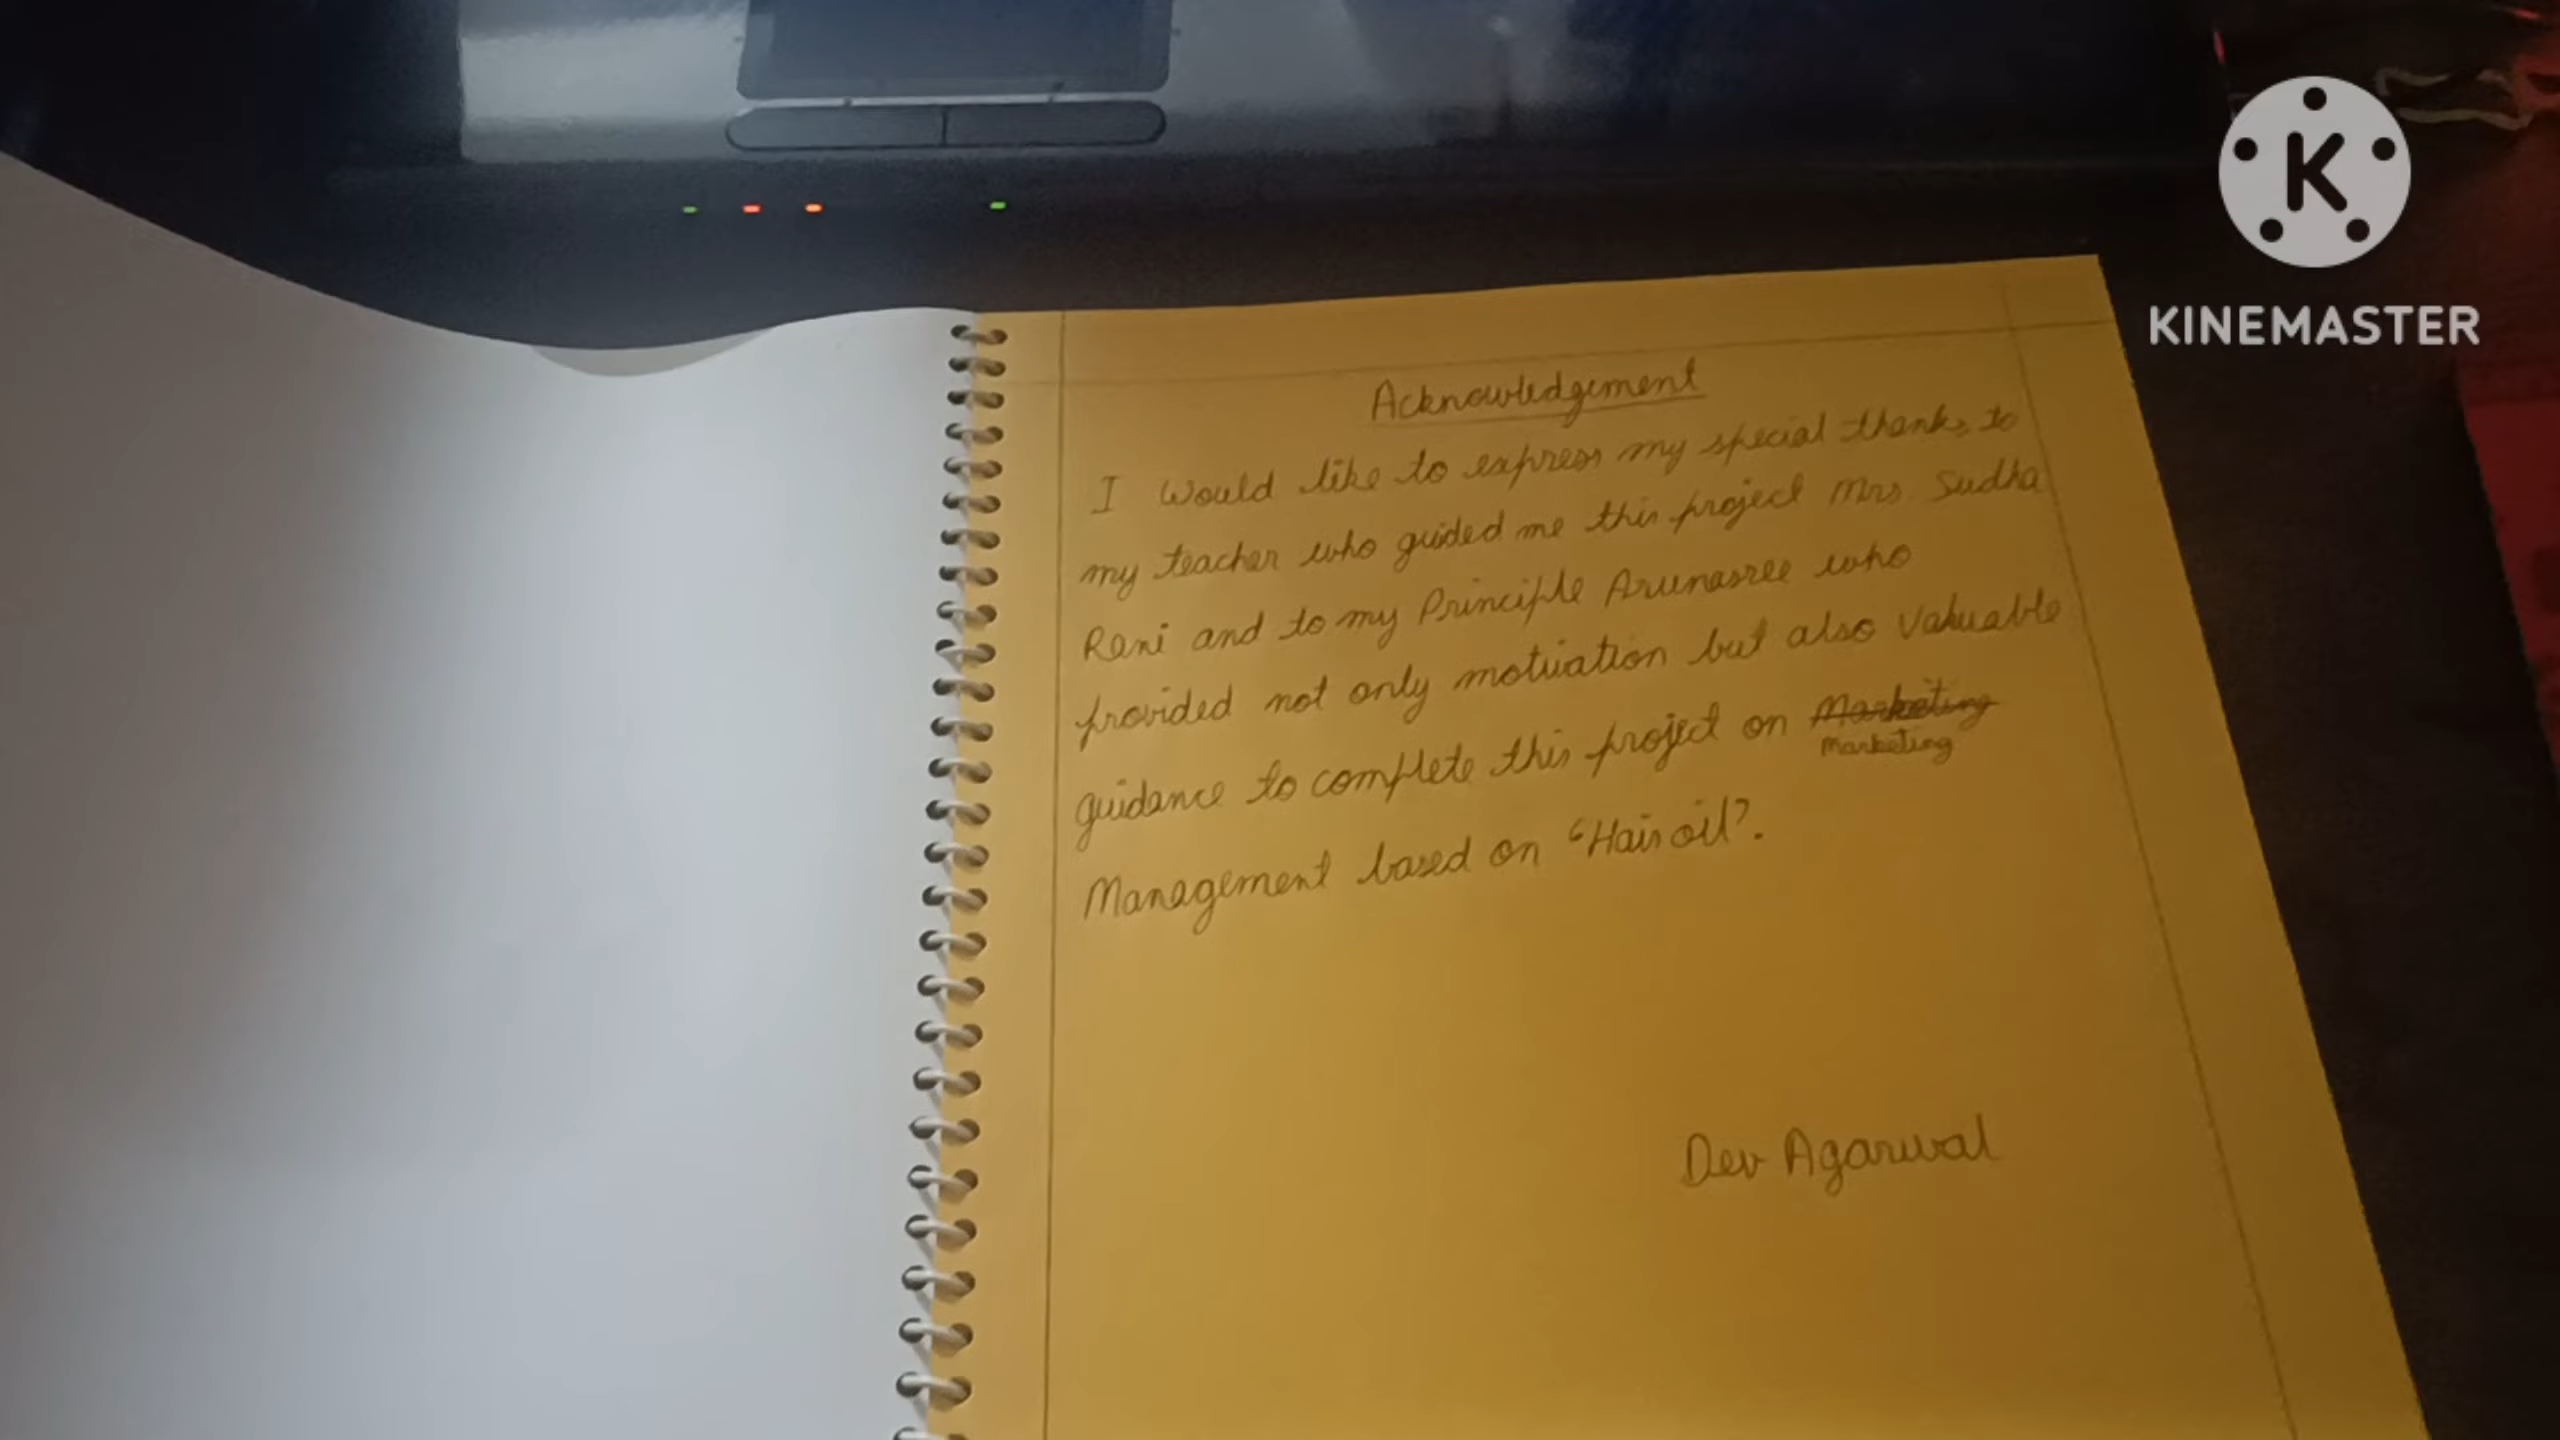 Acknowledgement
I would like to express my special thanks to
my teacher who guided me this project Mrs. Sudha
Rani and to my Principle Arunasree who
provided not only motivation but also valuable
guidance to complete this project on Marketing
Marketing
Management based on "Hair oil".
Dev Agarwal
K
KINEMASTER